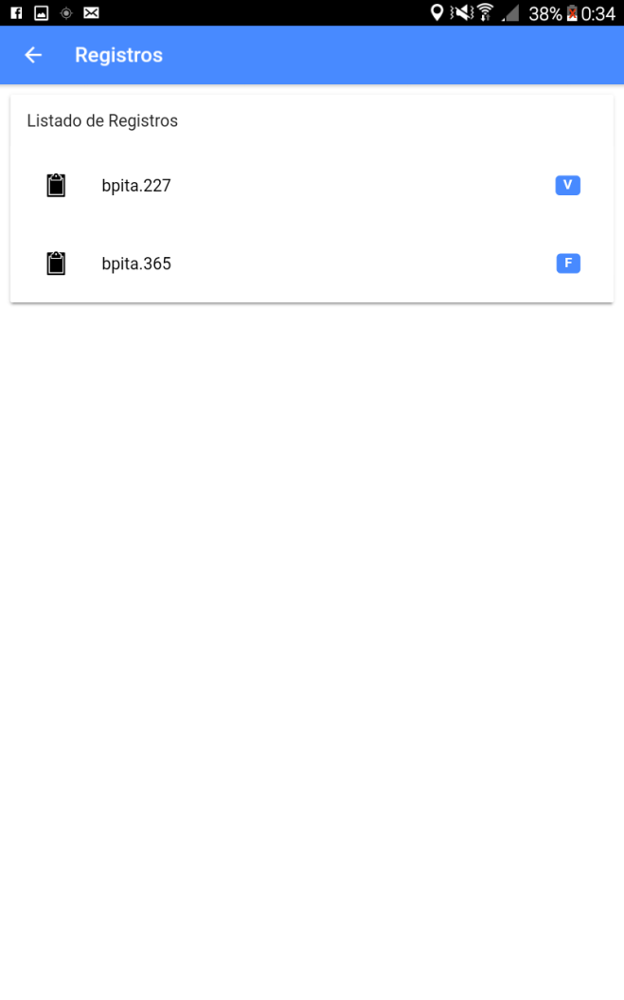 38% 0:34
Registros
Listado de Registros
bpita.227 V
bpita.365 F